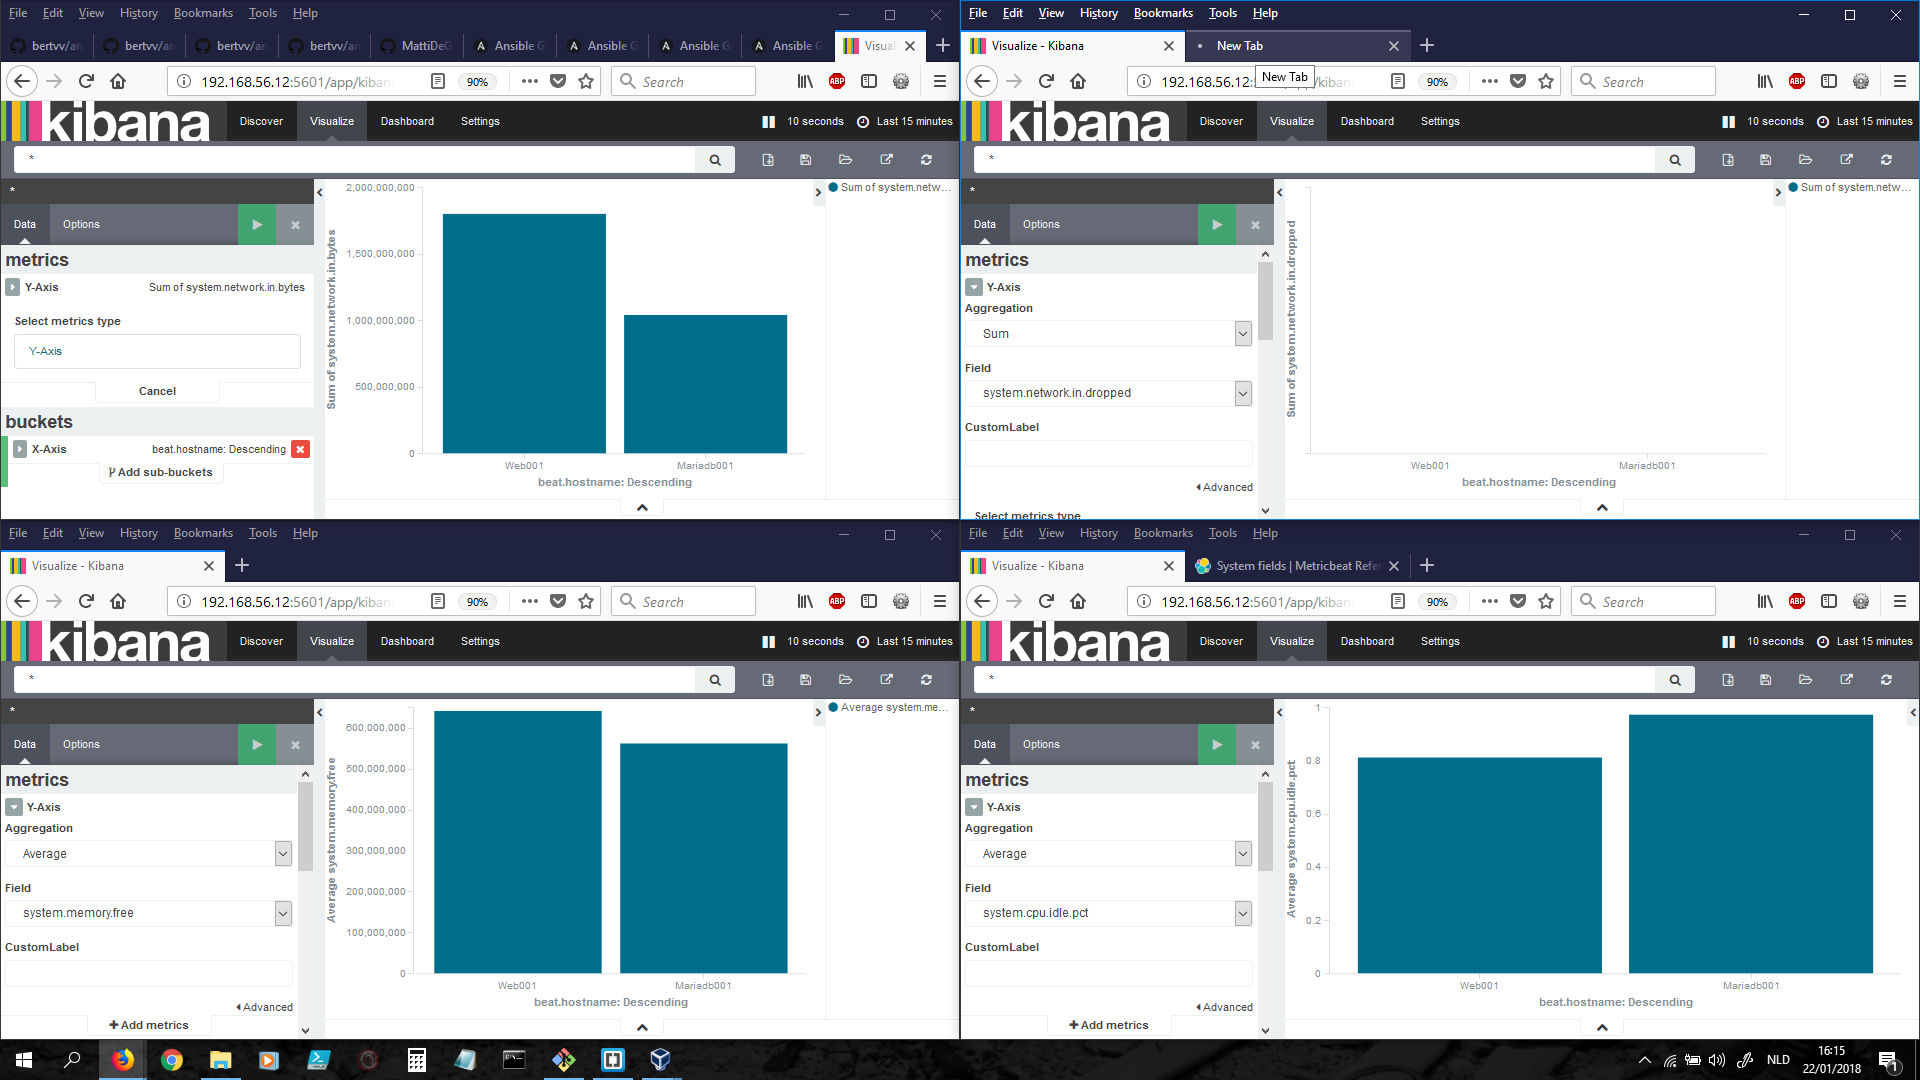 File Edit View History Bookmarks Tools Help
bertvv/an bertvv/an bertvv/an bertvv/an MattiDeG Ansible G Ansible G Ansible G Ansible G Visuali
192.168.56.12:5601/app/kibana 90% Search
kibana Discover Visualize Dashboard Settings 10 seconds Last 15 minutes
*
*
Data Options
metrics
Y-Axis Sum of system.network.in.bytes
Select metrics type
Y-Axis
Cancel
buckets
X-Axis beat.hostname: Descending
Add sub-buckets
Sum of system.network.in.bytes
2,000,000,000
1,500,000,000
1,000,000,000
500,000,000
0
Web001 Mariadb001
beat.hostname: Descending
Sum of system.netw...
File Edit View History Bookmarks Tools Help
Visualize - Kibana New Tab
New Tab
192.168.56.12:5601/app/kibana 90% Search
kibana Discover Visualize Dashboard Settings 10 seconds Last 15 minutes
*
*
Data Options
metrics
Y-Axis
Aggregation
Sum
Field
system.network.in.dropped
CustomLabel
Advanced
Select metrics type
Sum of system.network.in.dropped
Web001 Mariadb001
beat.hostname: Descending
Sum of system.netw...
File Edit View History Bookmarks Tools Help
Visualize - Kibana
192.168.56.12:5601/app/kibana 90% Search
kibana Discover Visualize Dashboard Settings 10 seconds Last 15 minutes
*
*
Data Options
metrics
Y-Axis
Aggregation
Average
Field
system.memory.free
CustomLabel
Advanced
Add metrics
Average system.memory.free
600,000,000
500,000,000
400,000,000
300,000,000
200,000,000
100,000,000
0
Web001 Mariadb001
beat.hostname: Descending
Average system.me...
File Edit View History Bookmarks Tools Help
Visualize - Kibana System fields | Metricbeat Refer
192.168.56.12:5601/app/kibana 90% Search
kibana Discover Visualize Dashboard Settings 10 seconds Last 15 minutes
*
*
Data Options
metrics
Y-Axis
Aggregation
Average
Field
system.cpu.idle.pct
CustomLabel
Advanced
Add metrics
Average system.cpu.idle.pct
1
0.8
0.6
0.4
0.2
0
Web001 Mariadb001
beat.hostname: Descending
NLD
16:15
22/01/2018
1